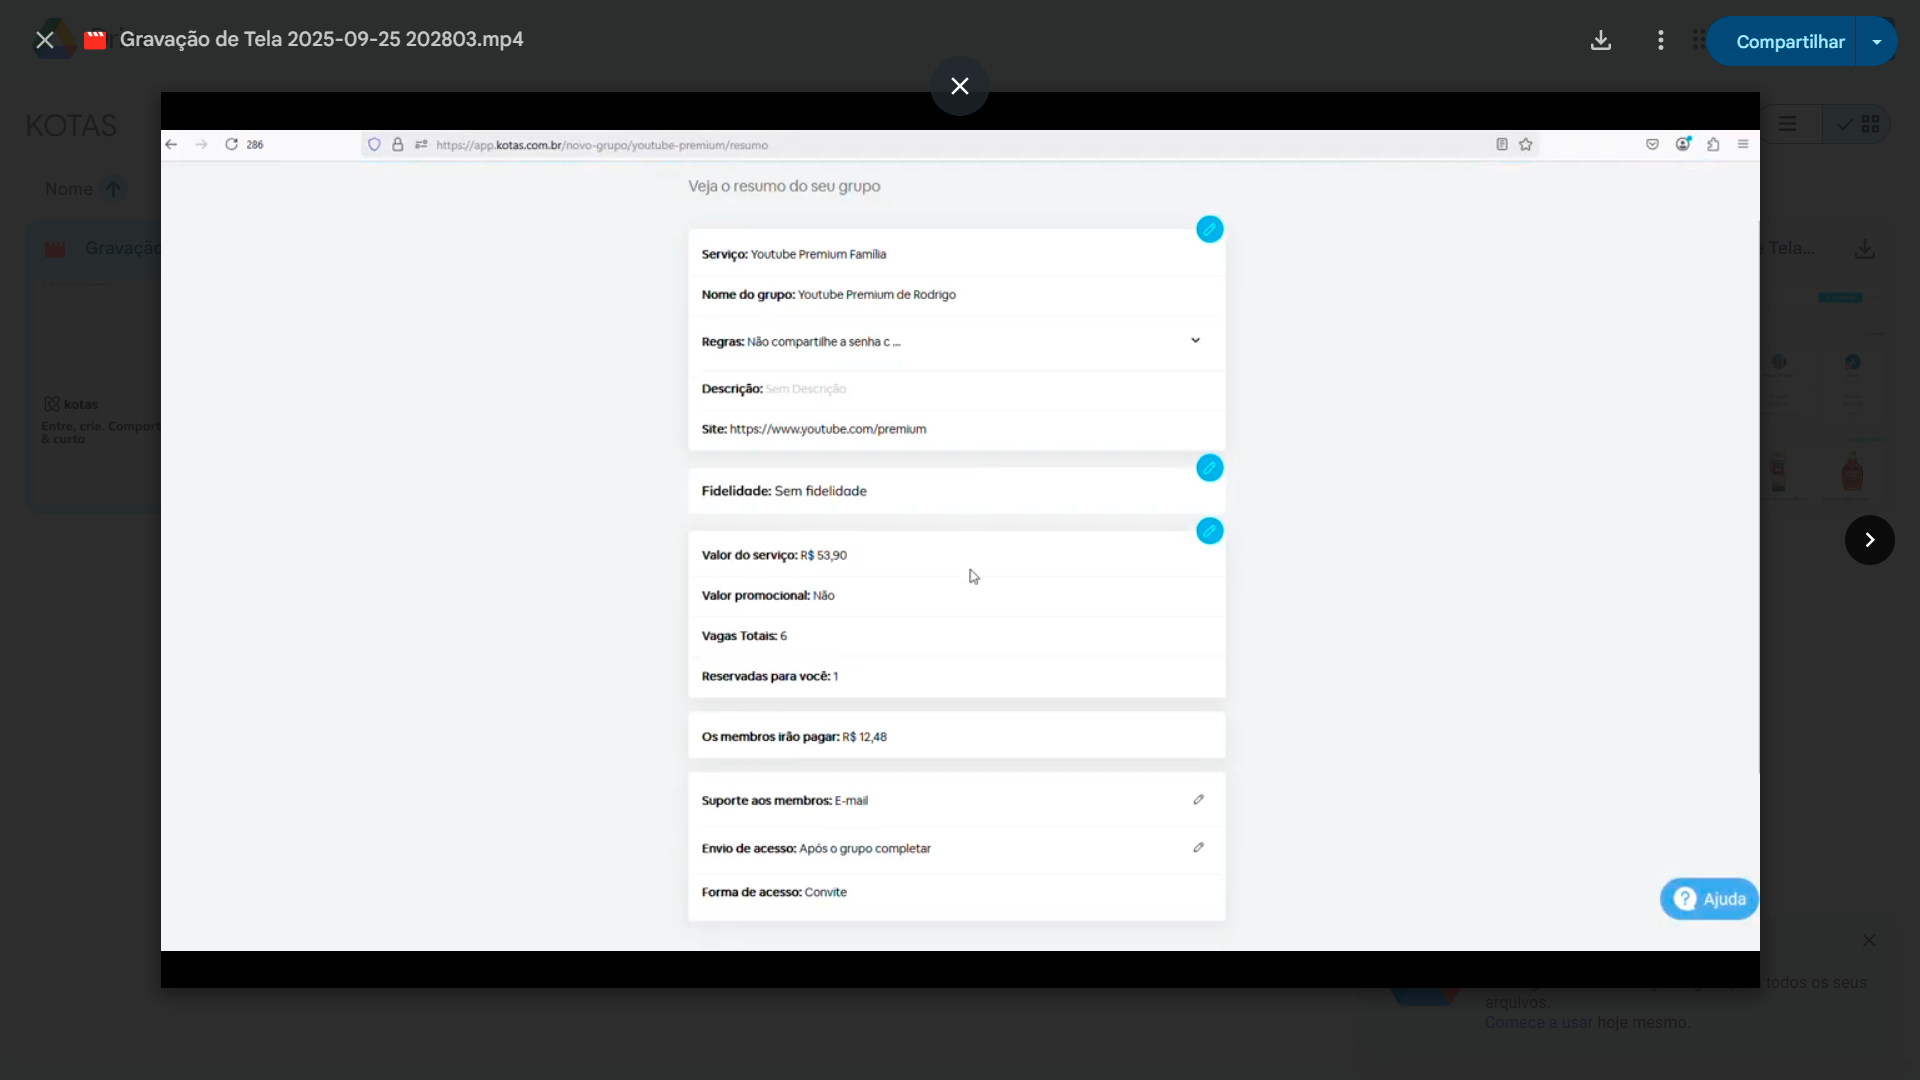 Gravação de Tela 2025-09-25 202803.mp4
Compartilhar
KOTAS
286
https://app.kotas.com.br/novo-grupo/youtube-premium/resumo
Nome
Veja o resumo do seu grupo
Gravação
Tela...
Serviço: Youtube Premium Família
Nome do grupo: Youtube Premium de Rodrigo
Regras: Não compartilhe a senha c ...
Descrição: Sem Descrição
Site: https://www.youtube.com/premium
kotas
Entre, crie. Compart
& curta
Fidelidade: Sem fidelidade
Valor do serviço: R$ 53,90
Valor promocional: Não
Vagas Totais: 6
Reservadas para você: 1
Os membros irão pagar: R$ 12,48
Suporte aos membros: E-mail
Envio de acesso: Após o grupo completar
Forma de acesso: Convite
Ajuda
todos os seus
arquivos.
Comece a usar hoje mesmo.